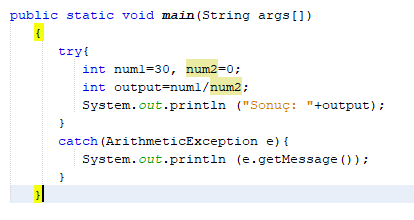 public static void main(String args[])
{
try{
int num1=30, num2=0;
int output=num1/num2;
System.out.println ("Sonuç: "+output);
}
catch(ArithmeticException e){
System.out.println (e.getMessage());
}
}